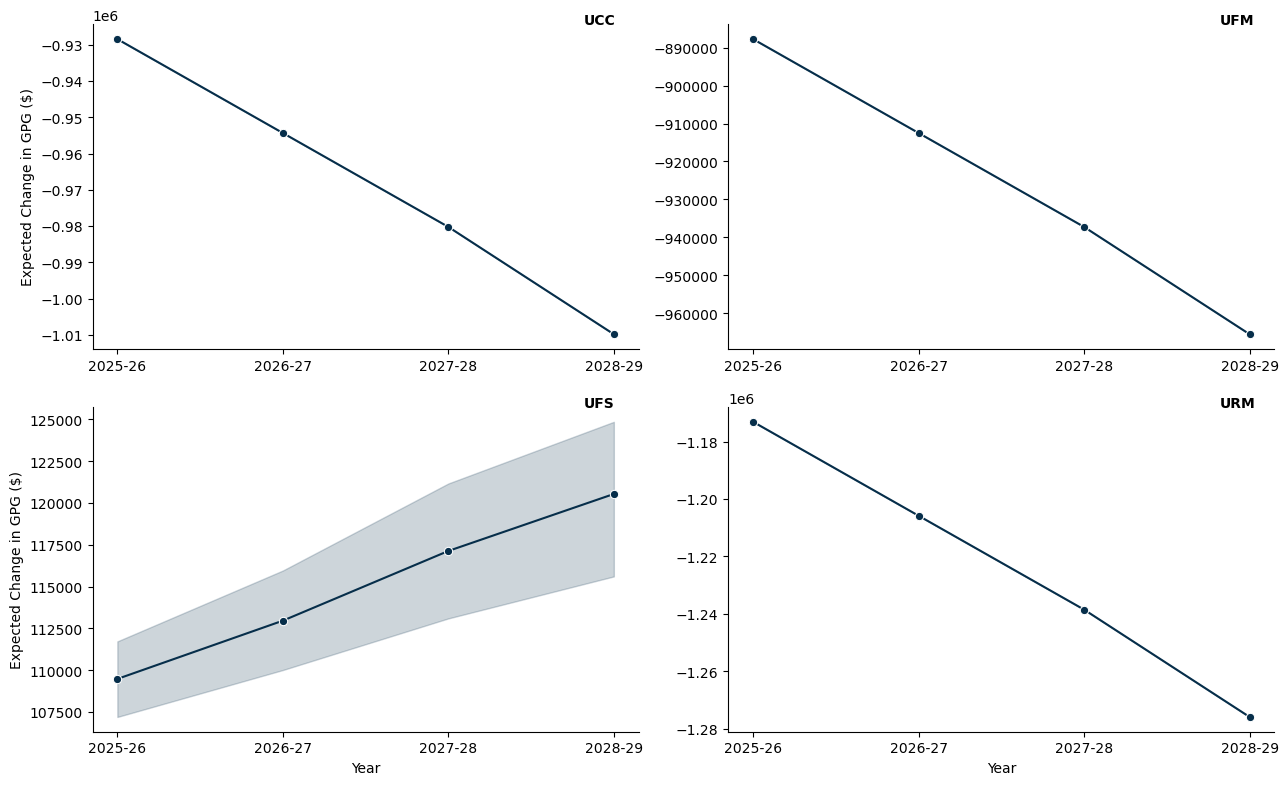 1e6
UCC
Expected Change in GPG ($)
−0.93
−0.94
−0.95
−0.96
−0.97
−0.98
−0.99
−1.00
−1.01
2025-26 2026-27 2027-28 2028-29
UFM
−890000
−900000
−910000
−920000
−930000
−940000
−950000
−960000
2025-26 2026-27 2027-28 2028-29
UFS
Expected Change in GPG ($)
125000
122500
120000
117500
115000
112500
110000
107500
2025-26 2026-27 2027-28 2028-29
Year
1e6
URM
−1.18
−1.20
−1.22
−1.24
−1.26
−1.28
2025-26 2026-27 2027-28 2028-29
Year